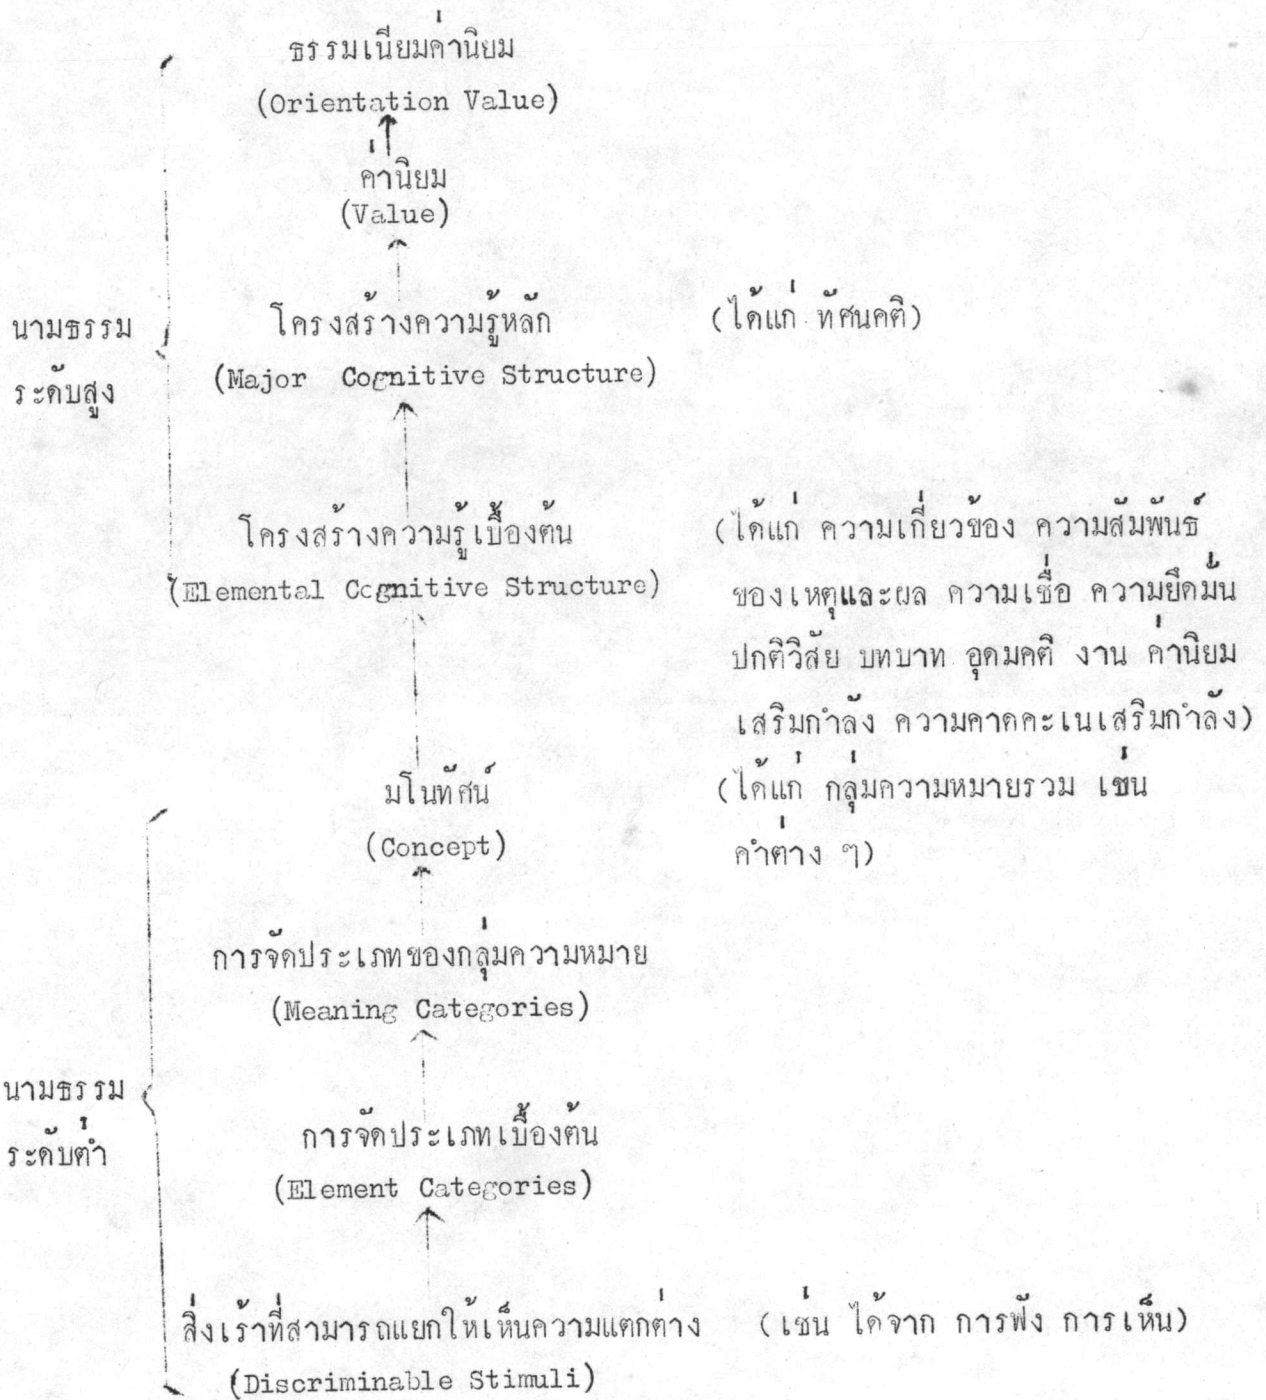 ธรรมเนียมค่านิยม
(Orientation Value)
ค่านิยม
(Value)
นามธรรม
ระดับสูง
โครงสร้างความรู้หลัก
(ได้แก่ ทัศนคติ)
(Major Cognitive Structure)
โครงสร้างความรู้เบื้องต้น
(Elemental Cognitive Structure)
(ได้แก่ ความเกี่ยวข้อง ความสัมพันธ์
ของเหตุและผล ความเชื่อ ความยึดมั่น
ปกติวิสัย บทบาท อุดมคติ งาน ค่านิยม
เสริมกำลัง ความคาดคะเนเสริมกำลัง)
มโนทัศน์
(Concept)
(ได้แก่ กลุ่มความหมายรวม เช่น
คำต่าง ๆ)
การจัดประเภทของกลุ่มความหมาย
(Meaning Categories)
นามธรรม
ระดับต่ำ
การจัดประเภทเบื้องต้น
(Element Categories)
สิ่งเร้าที่สามารถแยกให้เห็นความแตกต่าง
(เช่น ได้จาก การฟัง การเห็น)
(Discriminable Stimuli)